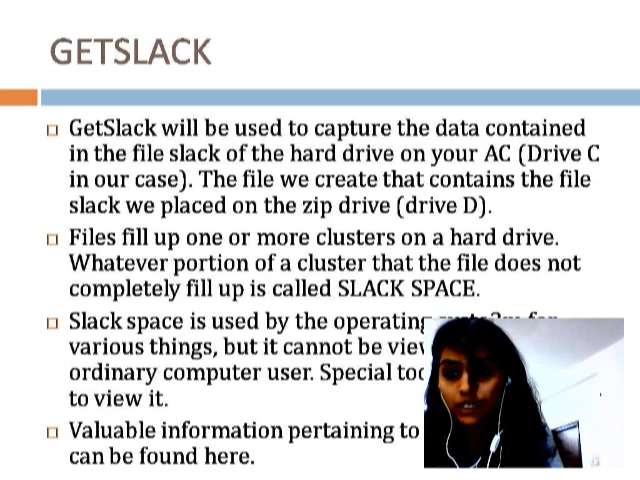 GETSLACK
GetSlack will be used to capture the data contained
in the file slack of the hard drive on your AC (Drive C
in our case). The file we create that contains the file
slack we placed on the zip drive (drive D).
Files fill up one or more clusters on a hard drive.
Whatever portion of a cluster that the file does not
completely fill up is called SLACK SPACE.
Slack space is used by the operating
various things, but it cannot be
ordinary computer user. Special
to view it.
Valuable information pertaining to
can be found here.